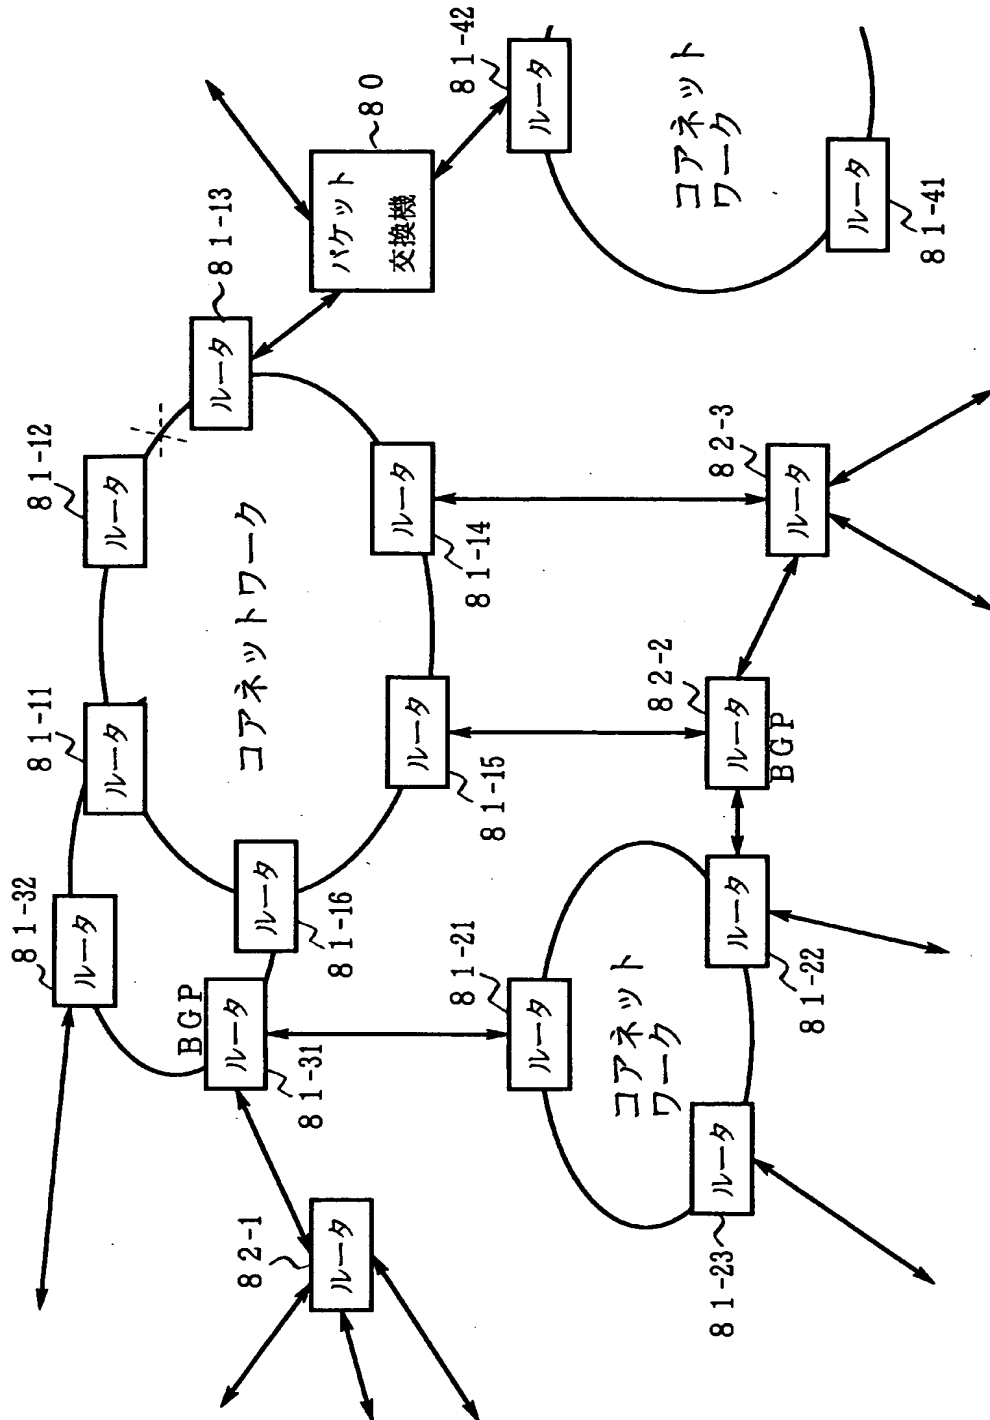 ルータ
81-32
BGP
ルータ
81-31
ルータ
82-1
ルータ
81-11
ルータ
81-12
ルータ
81-13
パケット
交換機
80
コアネットワーク
ルータ
81-16
ルータ
81-15
ルータ
81-14
ルータ
81-42
コアネット
ワーク
ルータ
81-41
ルータ
81-21
コアネット
ワーク
ルータ
81-23
ルータ
81-22
ルータ
BGP
82-2
ルータ
82-3